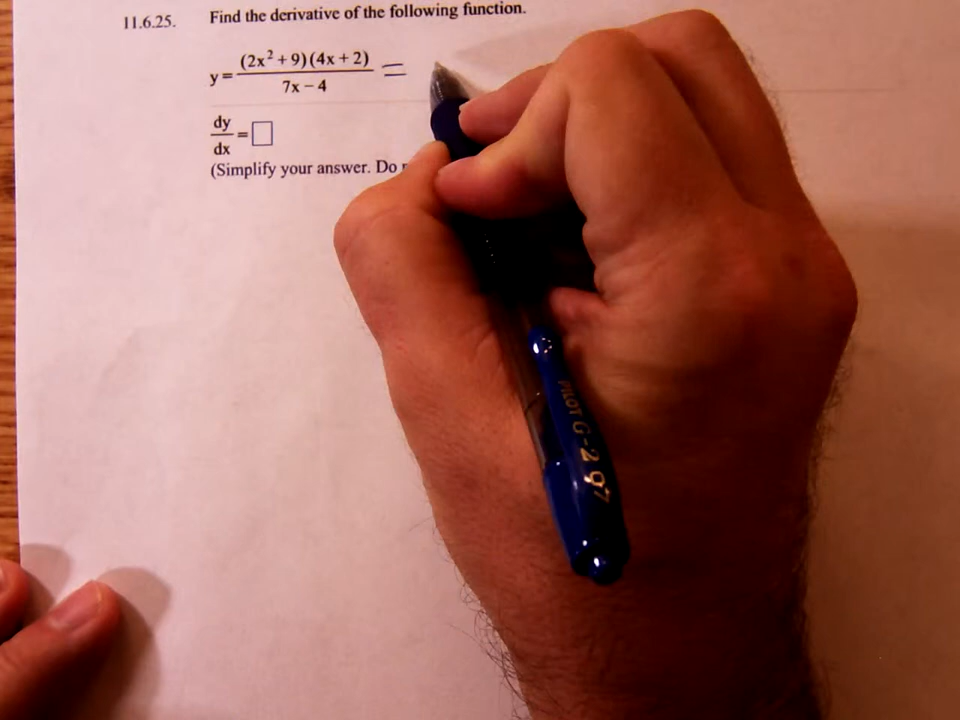 11.6.25. Find the derivative of the following function.
y = (2x² + 9)(4x + 2) / 7x − 4 =
dy/dx = □
(Simplify your answer. Do
PILOT G-2 07